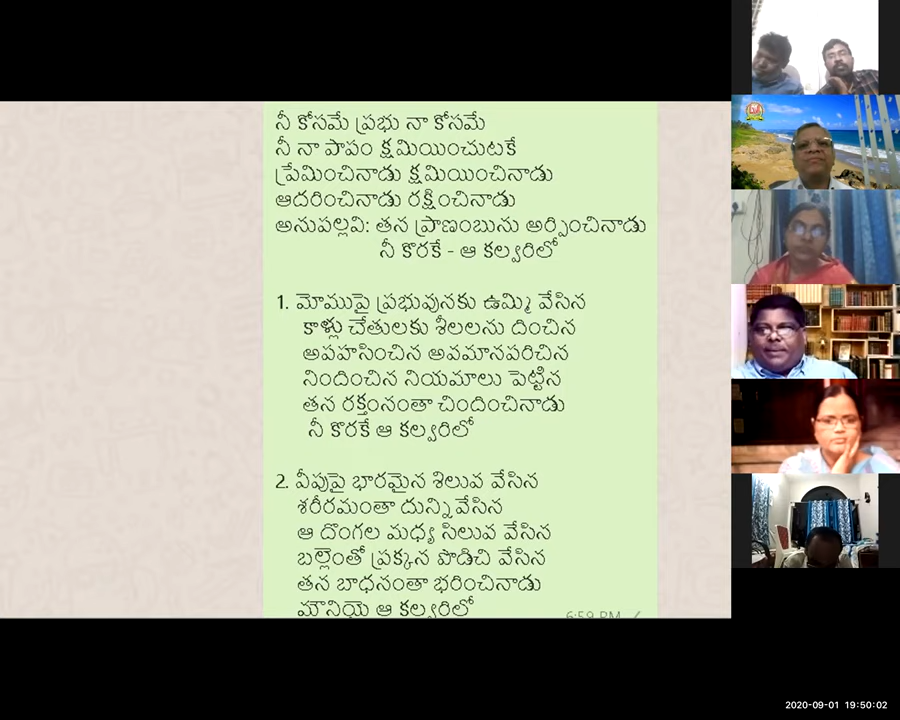 నీ కోసమే ప్రభు నా కోసమే
నీ నా పాపం క్షమియించుటకే
ప్రేమించినాడు క్షమియించినాడు
ఆదరించినాడు రక్షించినాడు
అనుపల్లవి: తన ప్రాణంబును అర్పించినాడు
నీ కొరకే - ఆ కల్వరిలో
1. మోముపై ప్రభువునకు ఉమ్మి వేసిన
కాళ్లు చేతులకు శీలలను దించిన
అపహసించిన అవమానపరిచిన
నిందించిన నియమాలు పెట్టిన
తన రక్తంనంతా చిందించినాడు
నీ కొరకే ఆ కల్వరిలో
2. వీపుపై భారమైన శిలువ వేసిన
శరీరమంతా దున్ని వేసిన
ఆ దొంగల మధ్య సిలువ వేసిన
బల్లెంతో ప్రక్కన పొడిచి వేసిన
తన బాధనంతా భరించినాడు
మౌనియై ఆ కల్వరిలో
6:59 PM ✓
2020-09-01 19:50:02